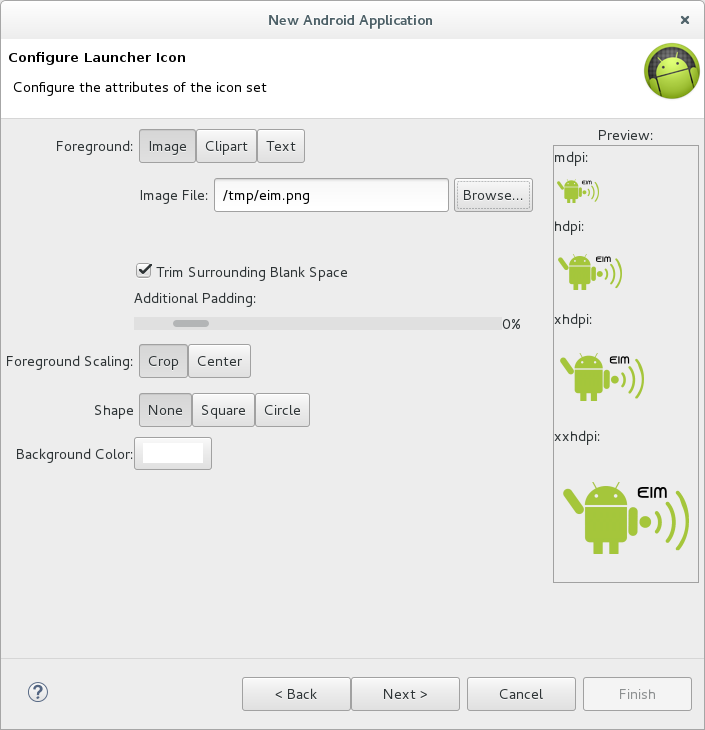 New Android Application
Configure Launcher Icon
Configure the attributes of the icon set
Foreground: Image Clipart Text
Image File: /tmp/eim.png Browse...
Trim Surrounding Blank Space
Additional Padding:
0%
Foreground Scaling: Crop Center
Shape None Square Circle
Background Color:
Preview:
mdpi:
EIM
hdpi:
EIM
xhdpi:
EIM
xxhdpi:
EIM
? < Back Next > Cancel Finish